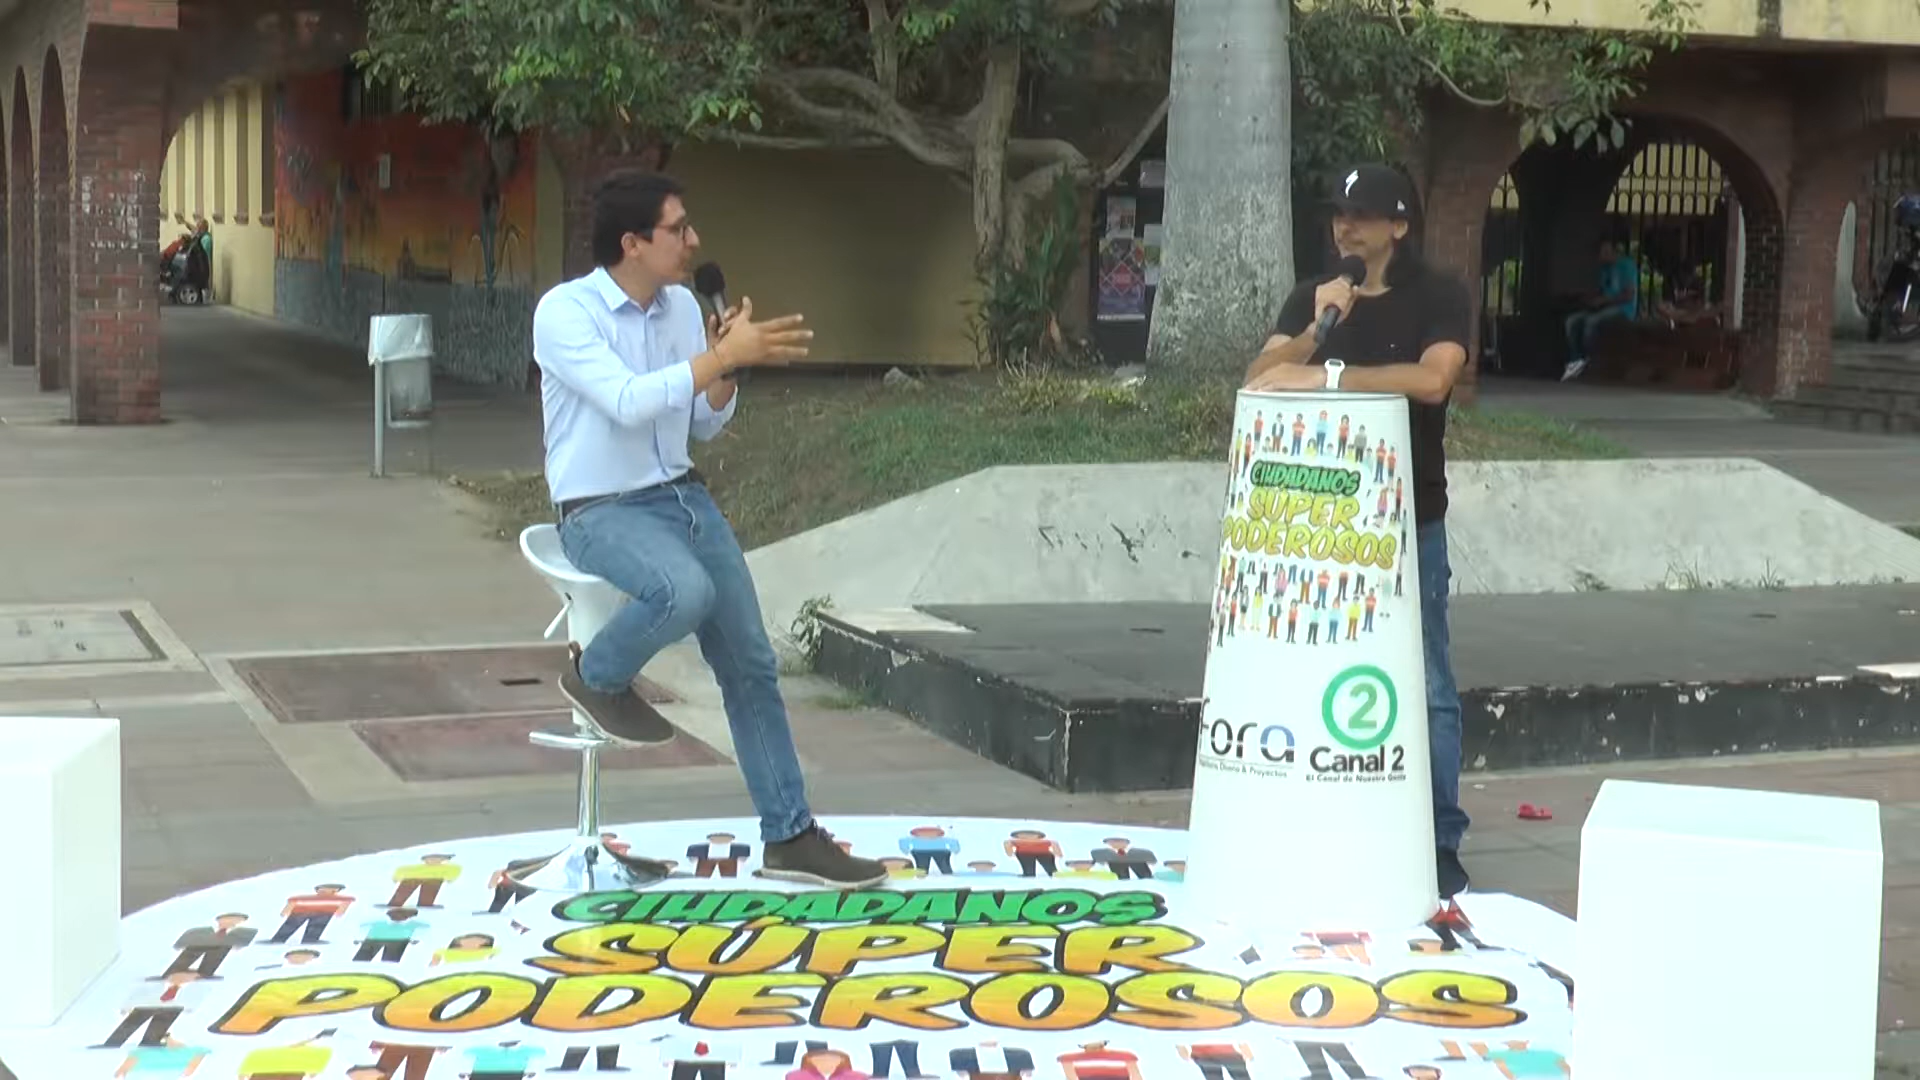 CIUDADANOS
SÚPER
PODEROSOS
fora
2
Canal 2
El Canal de Nuestra Gente
CIUDADANOS
SÚPER
PODEROSOS